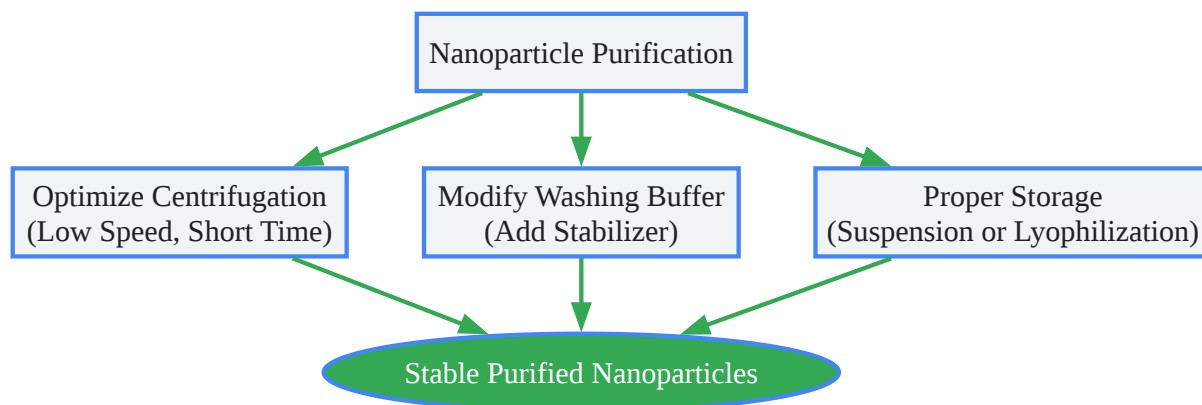 Nanoparticle Purification
Optimize Centrifugation
(Low Speed, Short Time)
Modify Washing Buffer
(Add Stabilizer)
Proper Storage
(Suspension or Lyophilization)
Stable Purified Nanoparticles